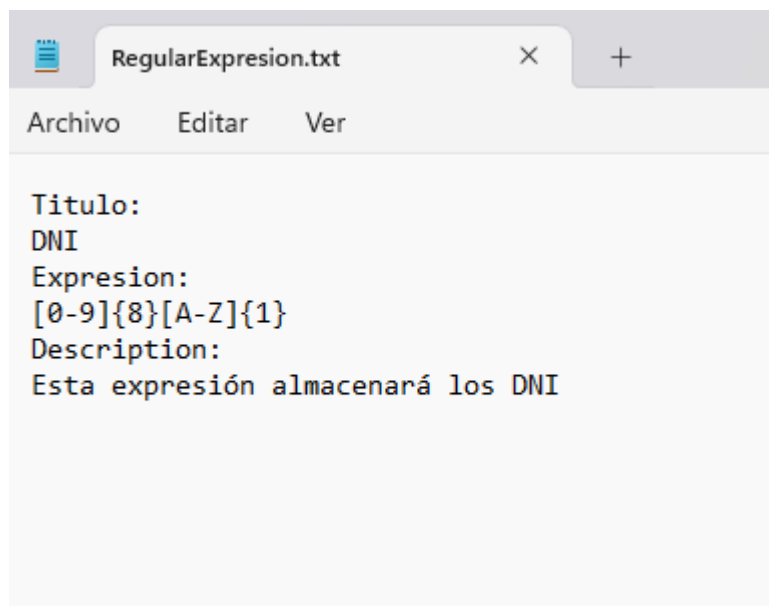 RegularExpresion.txt
Archivo Editar Ver
Titulo:
DNI
Expresion:
[0-9]{8}[A-Z]{1}
Description:
Esta expresión almacenará los DNI